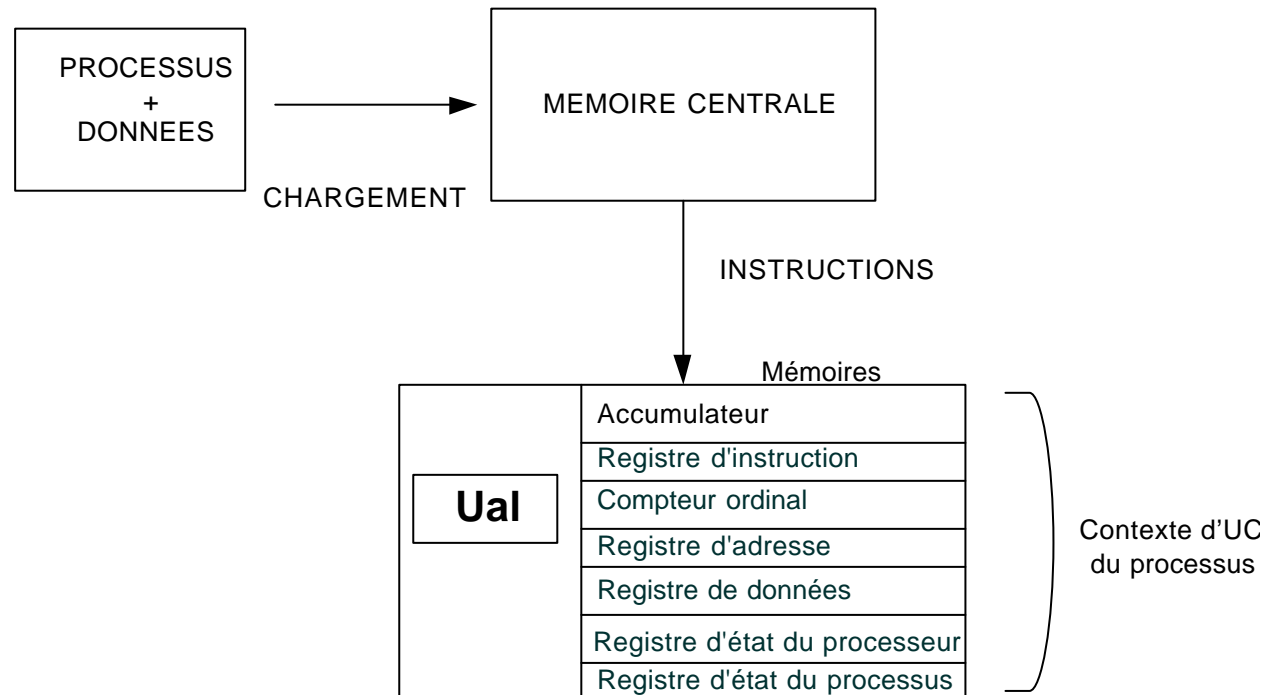 PROCESSUS
+
DONNEES
MEMOIRE CENTRALE
CHARGEMENT
INSTRUCTIONS
Mémoires
Accumulateur
Registre d'instruction
Ual
Compteur ordinal
Registre d'adresse
Registre de données
Registre d'état du processeur
Registre d'état du processus
Contexte d’UC
du processus